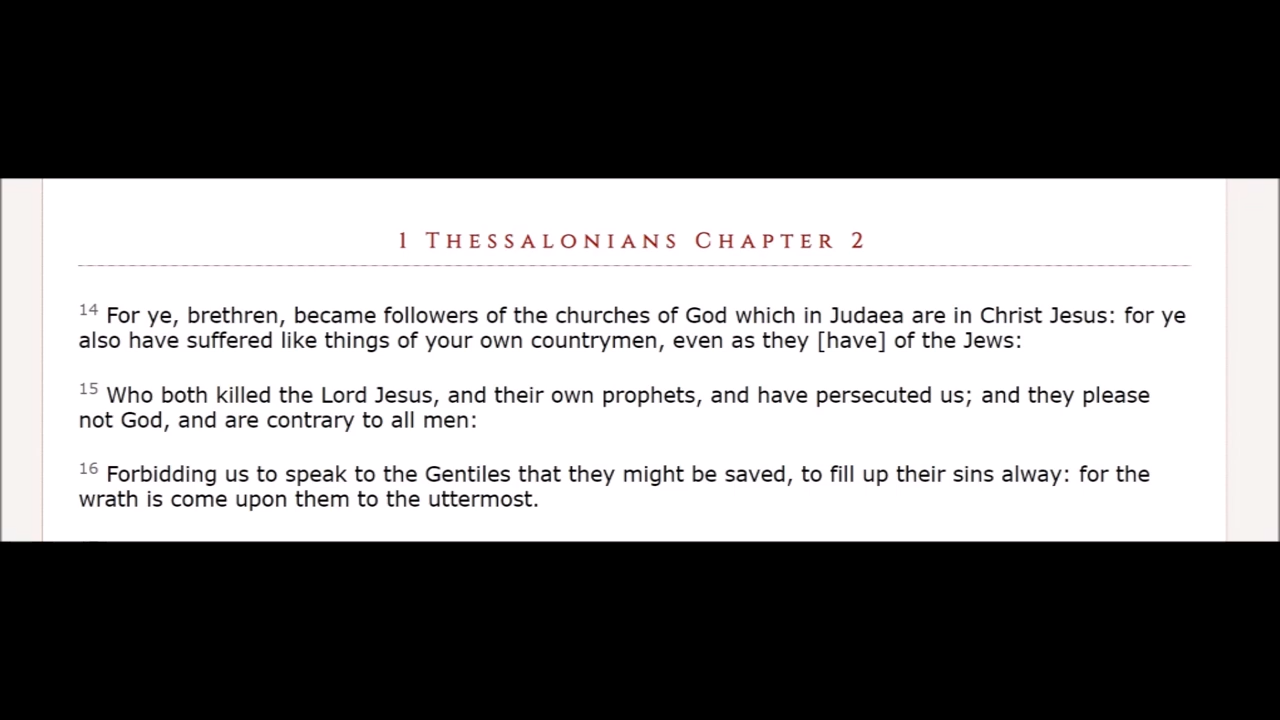 1 Thessalonians Chapter 2
14 For ye, brethren, became followers of the churches of God which in Judaea are in Christ Jesus: for ye
also have suffered like things of your own countrymen, even as they [have] of the Jews:
15 Who both killed the Lord Jesus, and their own prophets, and have persecuted us; and they please
not God, and are contrary to all men:
16 Forbidding us to speak to the Gentiles that they might be saved, to fill up their sins alway: for the
wrath is come upon them to the uttermost.